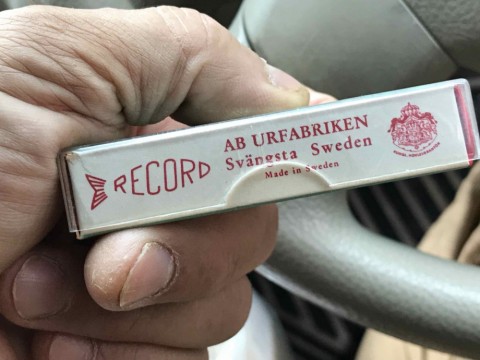 RECORD
AB URFABRIKEN
Svängsta Sweden
Made in Sweden